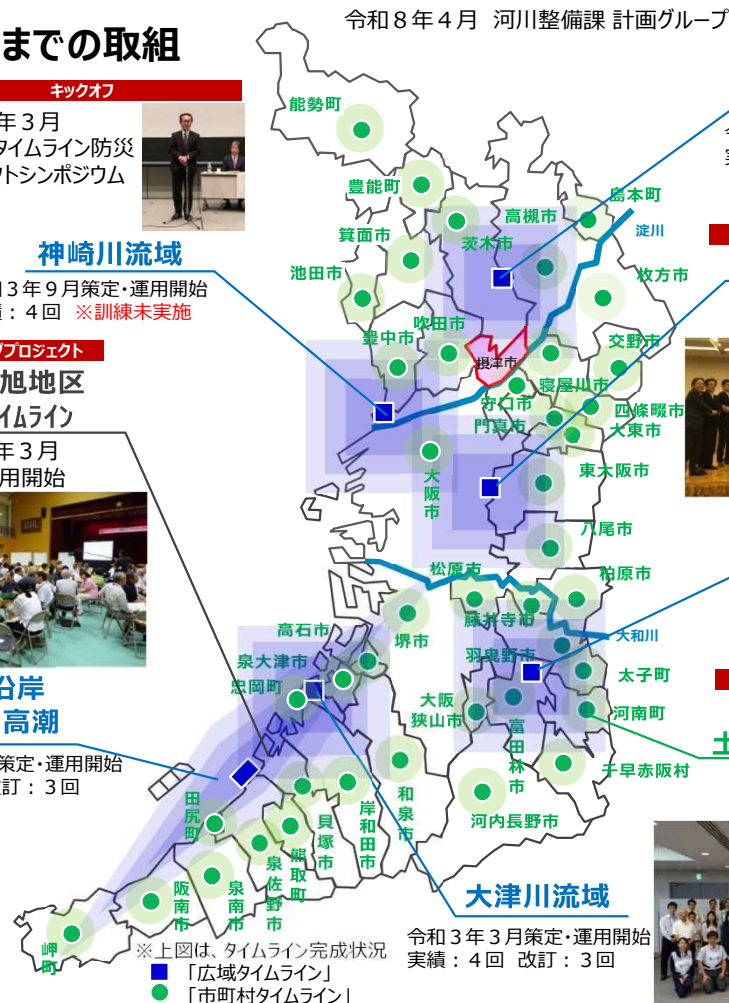 令和８年４月 河川整備課 計画グループ
までの取組
キックオフ
年３月
タイムライン防災
クトシンポジウム
神崎川流域
和３年９月策定・運用開始
績：４回 ※訓練未実施
グプロジェクト
旭地区
イムライン
年３月
用開始
沿岸
高潮
策定・運用開始
改訂：３回
能勢町
豊能町
箕面市
池田市
茨木市
高槻市
島本町
淀川
枚方市
豊中市
吹田市
摂津市
交野市
寝屋川市
守口市
門真市
四條畷市
大東市
大阪市
東大阪市
八尾市
松原市
柏原市
藤井寺市
大和川
堺市
高石市
泉大津市
忠岡町
羽曳野市
太子町
大阪狭山市
富田林市
河南町
土
千早赤阪村
河内長野市
和泉市
岸和田市
貝塚市
熊取町
泉佐野市
田尻町
泉南市
阪南市
岬町
大津川流域
令和３年３月策定・運用開始
実績：４回 改訂：３回
※上図は、タイムライン完成状況
「広域タイムライン」
「市町村タイムライン」